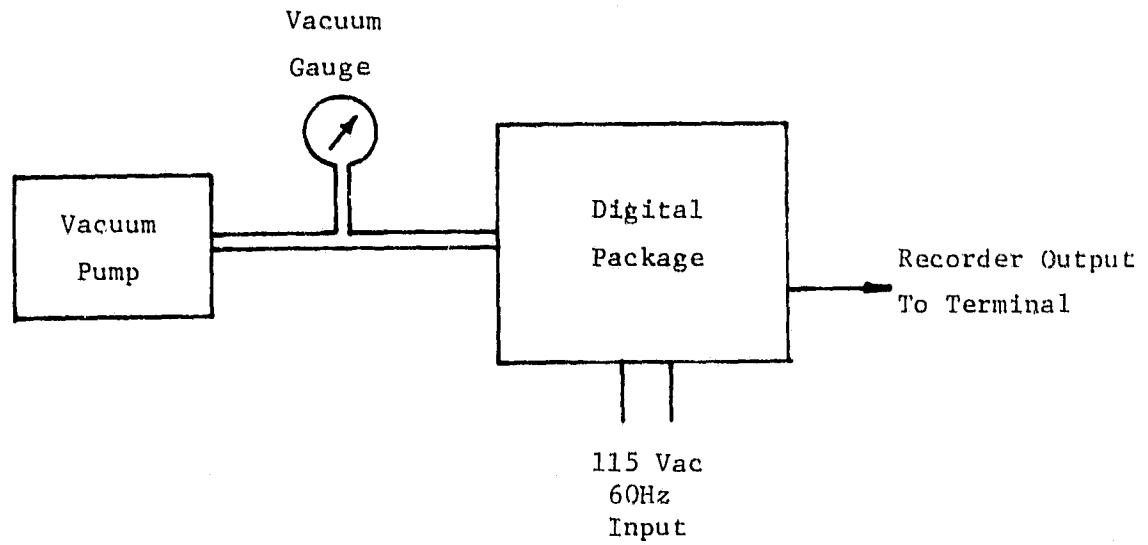 Vacuum
Gauge
Vacuum
Pump
Digital
Package
Recorder Output
To Terminal
115 Vac
60Hz
Input